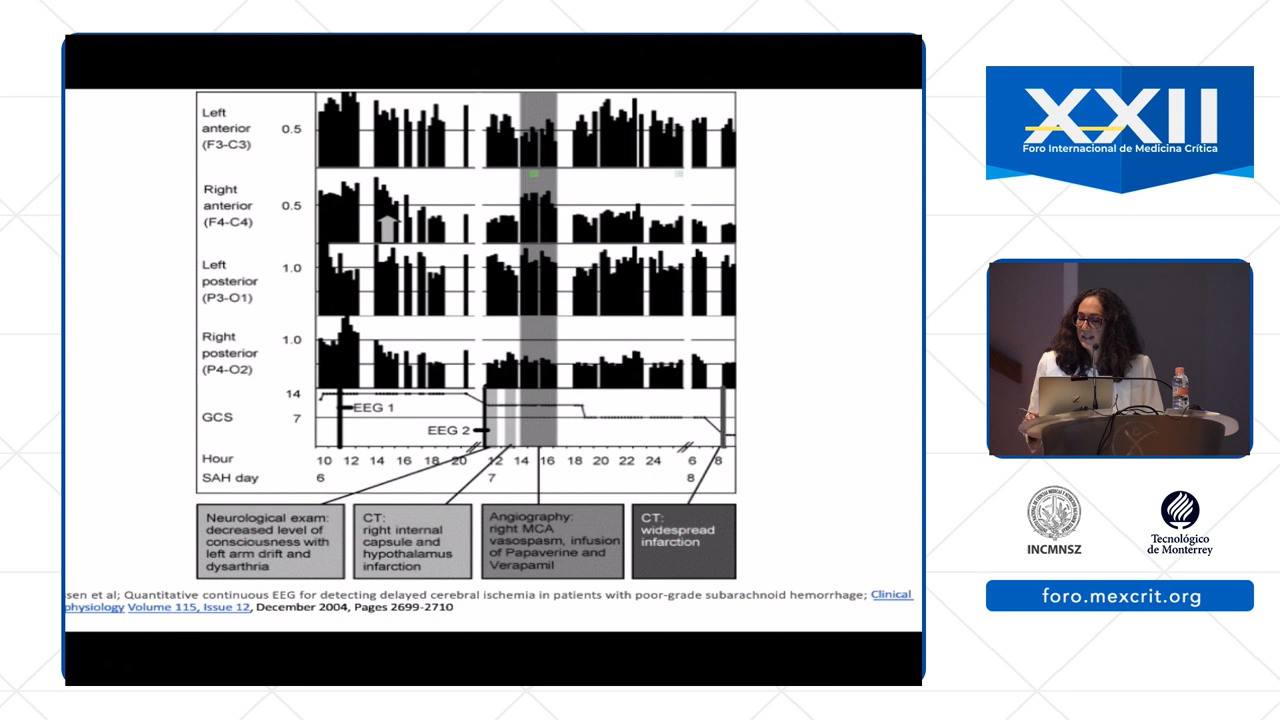 Left
anterior
(F3-C3)
0.5
Right
anterior
(F4-C4)
0.5
Left
posterior
(P3-O1)
1.0
Right
posterior
(P4-O2)
1.0
GCS
14
7
EEG 1
EEG 2
Hour
10 12 14 16 18 20 12 14 16 18 20 22 24 6 8
SAH day
6 7 8
Neurological exam:
decreased level of
consciousness with
left arm drift and
dysarthria
CT:
right internal
capsule and
hypothalamus
infarction
Angiography:
right MCA
vasospasm, infusion
of Papaverine and
Verapamil
CT:
widespread
infarction
sen et al; Quantitative continuous EEG for detecting delayed cerebral ischemia in patients with poor-grade subarachnoid hemorrhage; Clinical
physiology Volume 115, Issue 12, December 2004, Pages 2699-2710
XXII
Foro Internacional de Medicina Crítica
INCMNSZ
Tecnológico
de Monterrey
foro.mexcrit.org